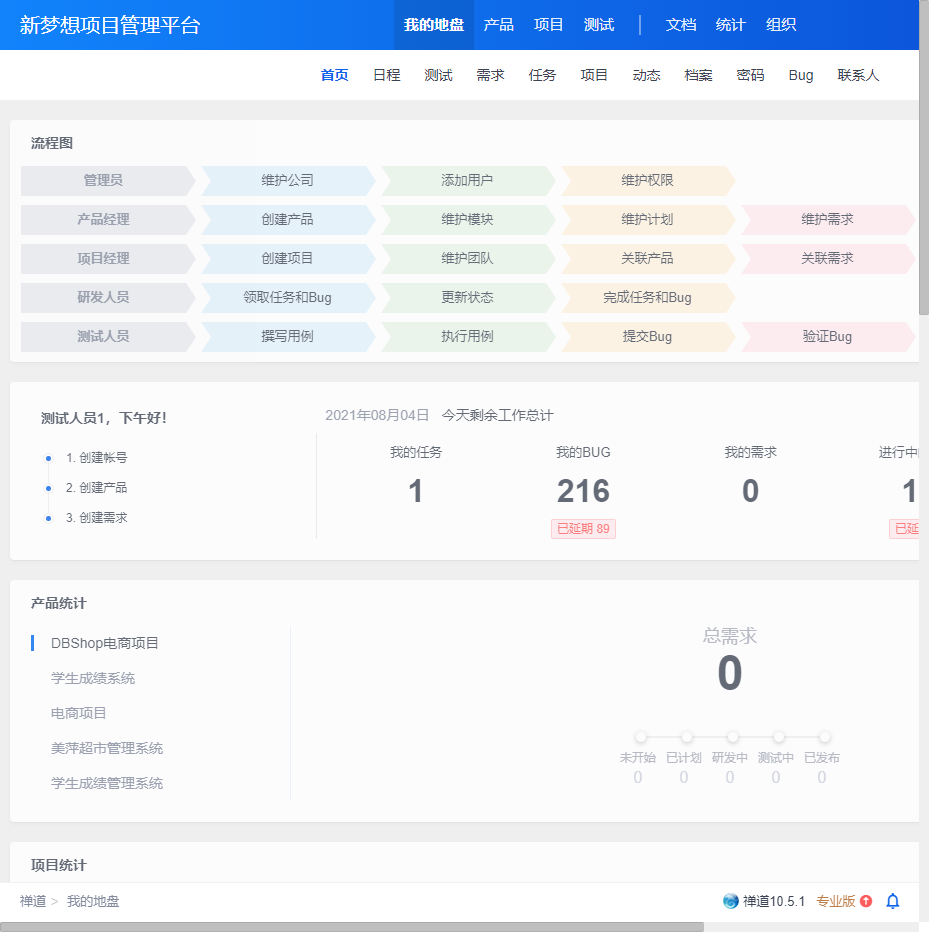 新梦想项目管理平台 我的地盘 产品 项目 测试 文档 统计 组织
首页 日程 测试 需求 任务 项目 动态 档案 密码 Bug 联系人
流程图
管理员 维护公司 添加用户 维护权限
产品经理 创建产品 维护模块 维护计划 维护需求
项目经理 创建项目 维护团队 关联产品 关联需求
研发人员 领取任务和Bug 更新状态 完成任务和Bug
测试人员 撰写用例 执行用例 提交Bug 验证Bug
测试人员1，下午好！
1. 创建帐号
2. 创建产品
3. 创建需求
2021年08月04日 今天剩余工作总计
我的任务 我的BUG 我的需求 进行中
1 216 0 1
已延期 89 已延
产品统计
DBShop电商项目
学生成绩系统
电商项目
美萍超市管理系统
学生成绩管理系统
总需求
0
未开始 已计划 研发中 测试中 已发布
0 0 0 0 0
项目统计
禅道 > 我的地盘 禅道10.5.1 专业版